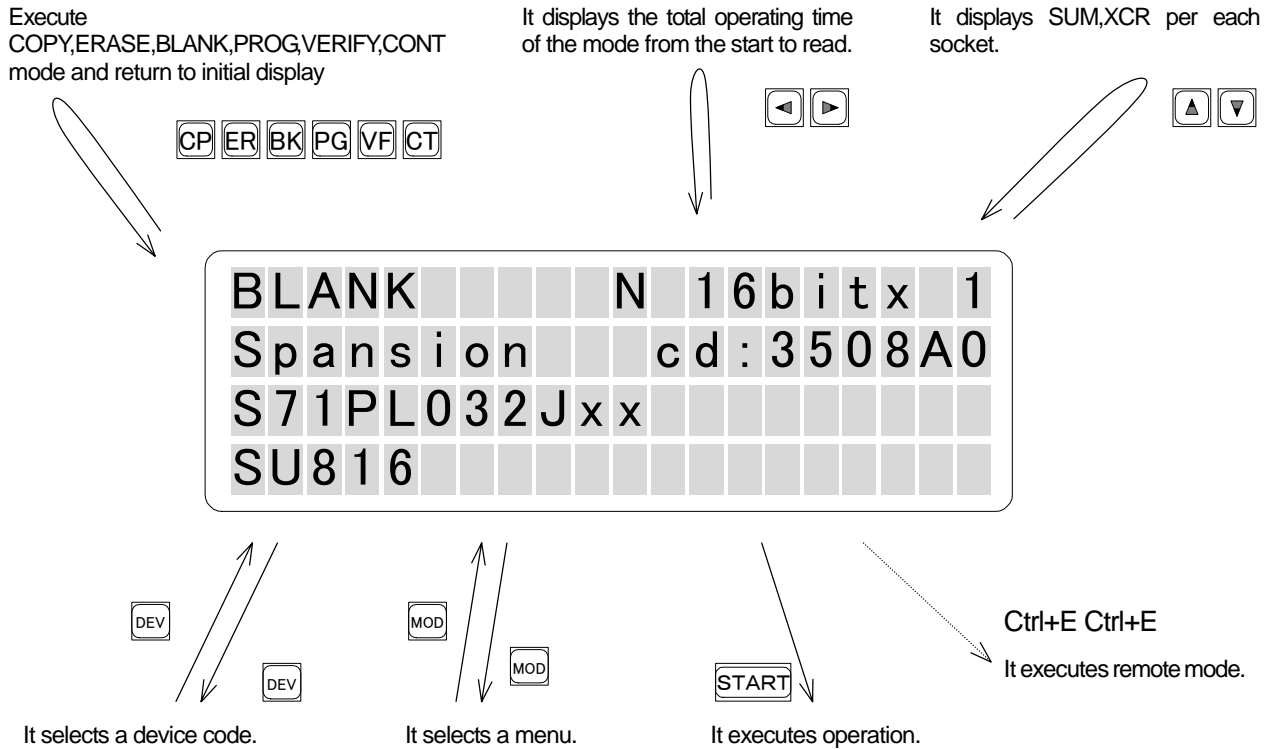 Execute
COPY,ERASE,BLANK,PROG,VERIFY,CONT
mode and return to initial display
CP ER BK PG VF CT
It displays the total operating time
of the mode from the start to read.
It displays SUM,XCR per each
socket.
BLANK N 16bitx 1
Spansion cd:3508A0
S71PL032Jxx
SU816
DEV
DEV
It selects a device code.
MOD
MOD
It selects a menu.
START
It executes operation.
Ctrl+E Ctrl+E
It executes remote mode.